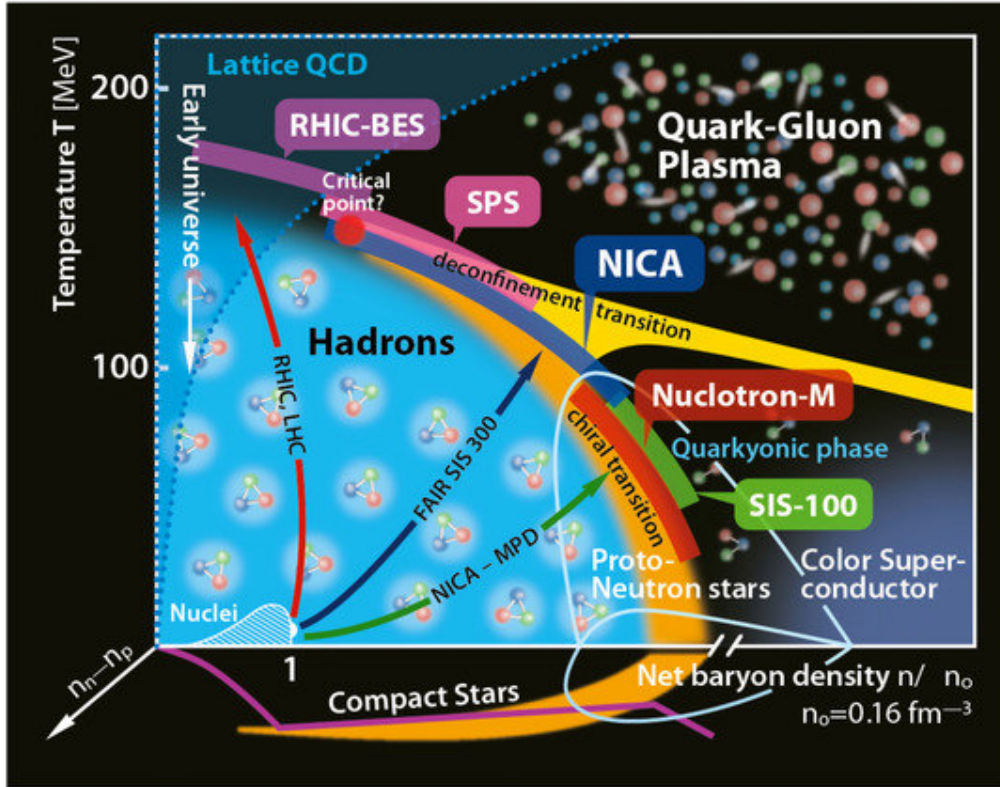 Temperature T [MeV]
200
100
Early universe
Lattice QCD
RHIC-BES
Critical
point?
SPS
Quark-Gluon
Plasma
NICA
deconfinement transition
Hadrons
RHIC, LHC
FAIR SIS 300
NICA – MPD
chiral transition
Nuclotron-M
Quarkyonic phase
SIS-100
Proto-
Neutron stars
Color Super-
conductor
Nuclei
1
nₙ—nₚ
Compact Stars
Net baryon density n/ n₀
n₀=0.16 fm⁻³